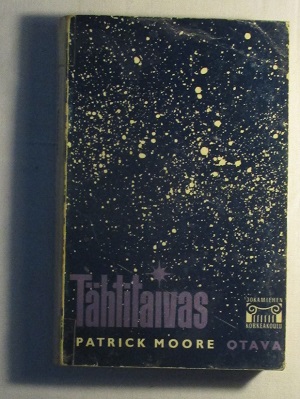 Tähtitaivas
JOKAMIEHEN
KORKEAKOULU
PATRICK MOORE OTAVA